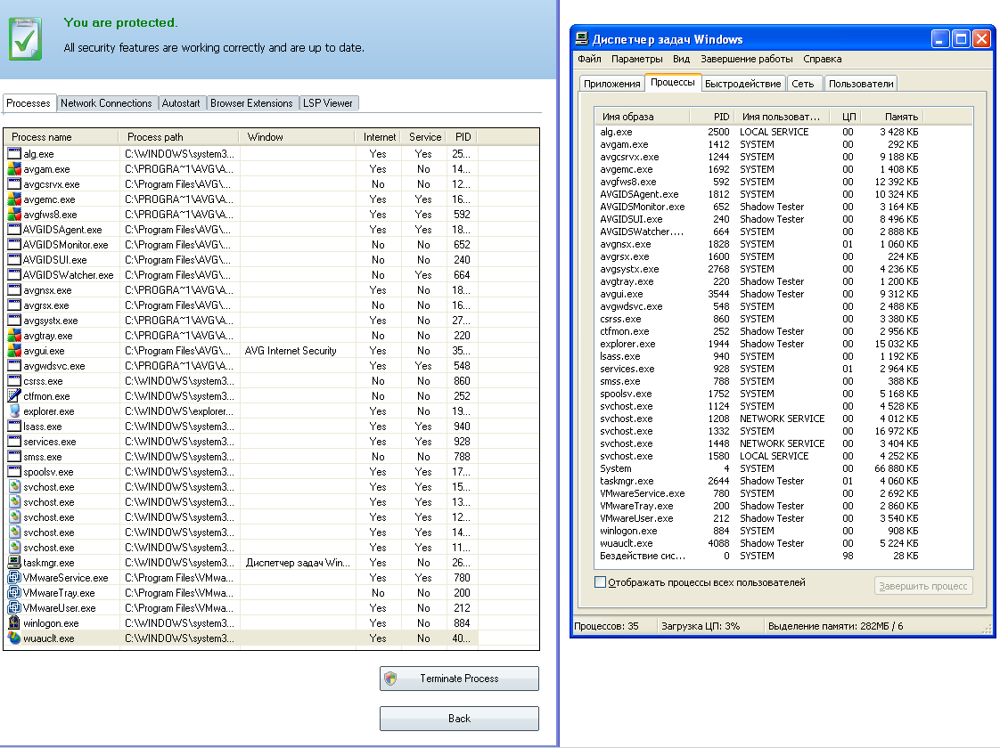 You are protected.
All security features are working correctly and are up to date.
Processes Network Connections Autostart Browser Extensions LSP Viewer
Process name Process path Window Internet Service PID
alg.exe C:\WINDOWS\system3... Yes Yes 25...
avgam.exe C:\PROGRA~1\AVG\A... Yes No 14...
avgcsrvx.exe C:\Program Files\AVG\... No No 12...
avgemc.exe C:\PROGRA~1\AVG\A... Yes Yes 16...
avgfws8.exe C:\PROGRA~1\AVG\A... Yes Yes 592
AVGIDSAgent.exe C:\Program Files\AVG\... Yes Yes 18...
AVGIDSMonitor.exe C:\Program Files\AVG\... No No 652
AVGIDSUI.exe C:\Program Files\AVG\... No No 240
AVGIDSWatcher.exe C:\Program Files\AVG\... No Yes 664
avgnsx.exe C:\PROGRA~1\AVG\A... Yes No 18...
avgrsx.exe C:\PROGRA~1\AVG\A... No No 16...
avgsystx.exe C:\PROGRA~1\AVG\A... Yes No 27...
avgtray.exe C:\PROGRA~1\AVG\A... No No 220
avgui.exe C:\Program Files\AVG\... Yes No 35...
AVG Internet Security
avgwdsvc.exe C:\PROGRA~1\AVG\A... Yes Yes 548
csrss.exe C:\WINDOWS\system3... No No 860
ctfmon.exe C:\WINDOWS\system3... No No 252
explorer.exe C:\WINDOWS\explorer... Yes No 19...
lsass.exe C:\WINDOWS\system3... Yes Yes 940
services.exe C:\WINDOWS\system3... Yes Yes 928
smss.exe C:\WINDOWS\system3... No No 788
spoolsv.exe C:\WINDOWS\system3... Yes Yes 17...
svchost.exe C:\WINDOWS\system3... Yes Yes 15...
svchost.exe C:\WINDOWS\system3... Yes Yes 13...
svchost.exe C:\WINDOWS\system3... Yes Yes 12...
svchost.exe C:\WINDOWS\system3... Yes Yes 14...
svchost.exe C:\WINDOWS\system3... Yes Yes 11...
taskmgr.exe C:\WINDOWS\system3... Диспетчер задач Win... Yes No 26...
VMwareService.exe C:\Program Files\VMwa... Yes Yes 780
VMwareTray.exe C:\Program Files\VMwa... No No 200
VMwareUser.exe C:\Program Files\VMwa... Yes No 212
winlogon.exe C:\WINDOWS\system3... Yes No 884
wuauclt.exe C:\WINDOWS\system3... Yes No 40...
Terminate Process
Back
Диспетчер задач Windows
Файл Параметры Вид Завершение работы Справка
Приложения Процессы Быстродействие Сеть Пользователи
Имя образа PID Имя пользоват... ЦП Память
alg.exe 2500 LOCAL SERVICE 00 3 428 КБ
avgam.exe 1412 SYSTEM 00 292 КБ
avgcsrvx.exe 1244 SYSTEM 00 9 188 КБ
avgemc.exe 1692 SYSTEM 00 1 408 КБ
avgfws8.exe 592 SYSTEM 00 12 392 КБ
AVGIDSAgent.exe 1812 SYSTEM 00 10 324 КБ
AVGIDSMonitor.exe 652 Shadow Tester 00 3 164 КБ
AVGIDSUI.exe 240 Shadow Tester 00 8 496 КБ
AVGIDSWatcher.... 664 SYSTEM 00 2 888 КБ
avgnsx.exe 1828 SYSTEM 01 1 060 КБ
avgrsx.exe 1600 SYSTEM 00 224 КБ
avgsystx.exe 2768 SYSTEM 00 4 236 КБ
avgtray.exe 220 Shadow Tester 00 1 200 КБ
avgui.exe 3544 Shadow Tester 00 9 312 КБ
avgwdsvc.exe 548 SYSTEM 00 2 488 КБ
csrss.exe 860 SYSTEM 00 3 380 КБ
ctfmon.exe 252 Shadow Tester 00 2 956 КБ
explorer.exe 1944 Shadow Tester 00 15 032 КБ
lsass.exe 940 SYSTEM 00 1 192 КБ
services.exe 928 SYSTEM 01 2 964 КБ
smss.exe 788 SYSTEM 00 388 КБ
spoolsv.exe 1752 SYSTEM 00 5 168 КБ
svchost.exe 1124 SYSTEM 00 4 528 КБ
svchost.exe 1208 NETWORK SERVICE 00 4 012 КБ
svchost.exe 1332 SYSTEM 00 16 972 КБ
svchost.exe 1448 NETWORK SERVICE 00 3 404 КБ
svchost.exe 1580 LOCAL SERVICE 00 4 252 КБ
System 4 SYSTEM 00 66 880 КБ
taskmgr.exe 2644 Shadow Tester 01 4 060 КБ
VMwareService.exe 780 SYSTEM 00 2 692 КБ
VMwareTray.exe 200 Shadow Tester 00 2 860 КБ
VMwareUser.exe 212 Shadow Tester 00 3 540 КБ
winlogon.exe 884 SYSTEM 00 908 КБ
wuauclt.exe 4088 Shadow Tester 00 5 224 КБ
Бездействие сис... 0 SYSTEM 98 28 КБ
Отображать процессы всех пользователей
Завершить процесс
Процессов: 35 Загрузка ЦП: 3% Выделение памяти: 282МБ / 6